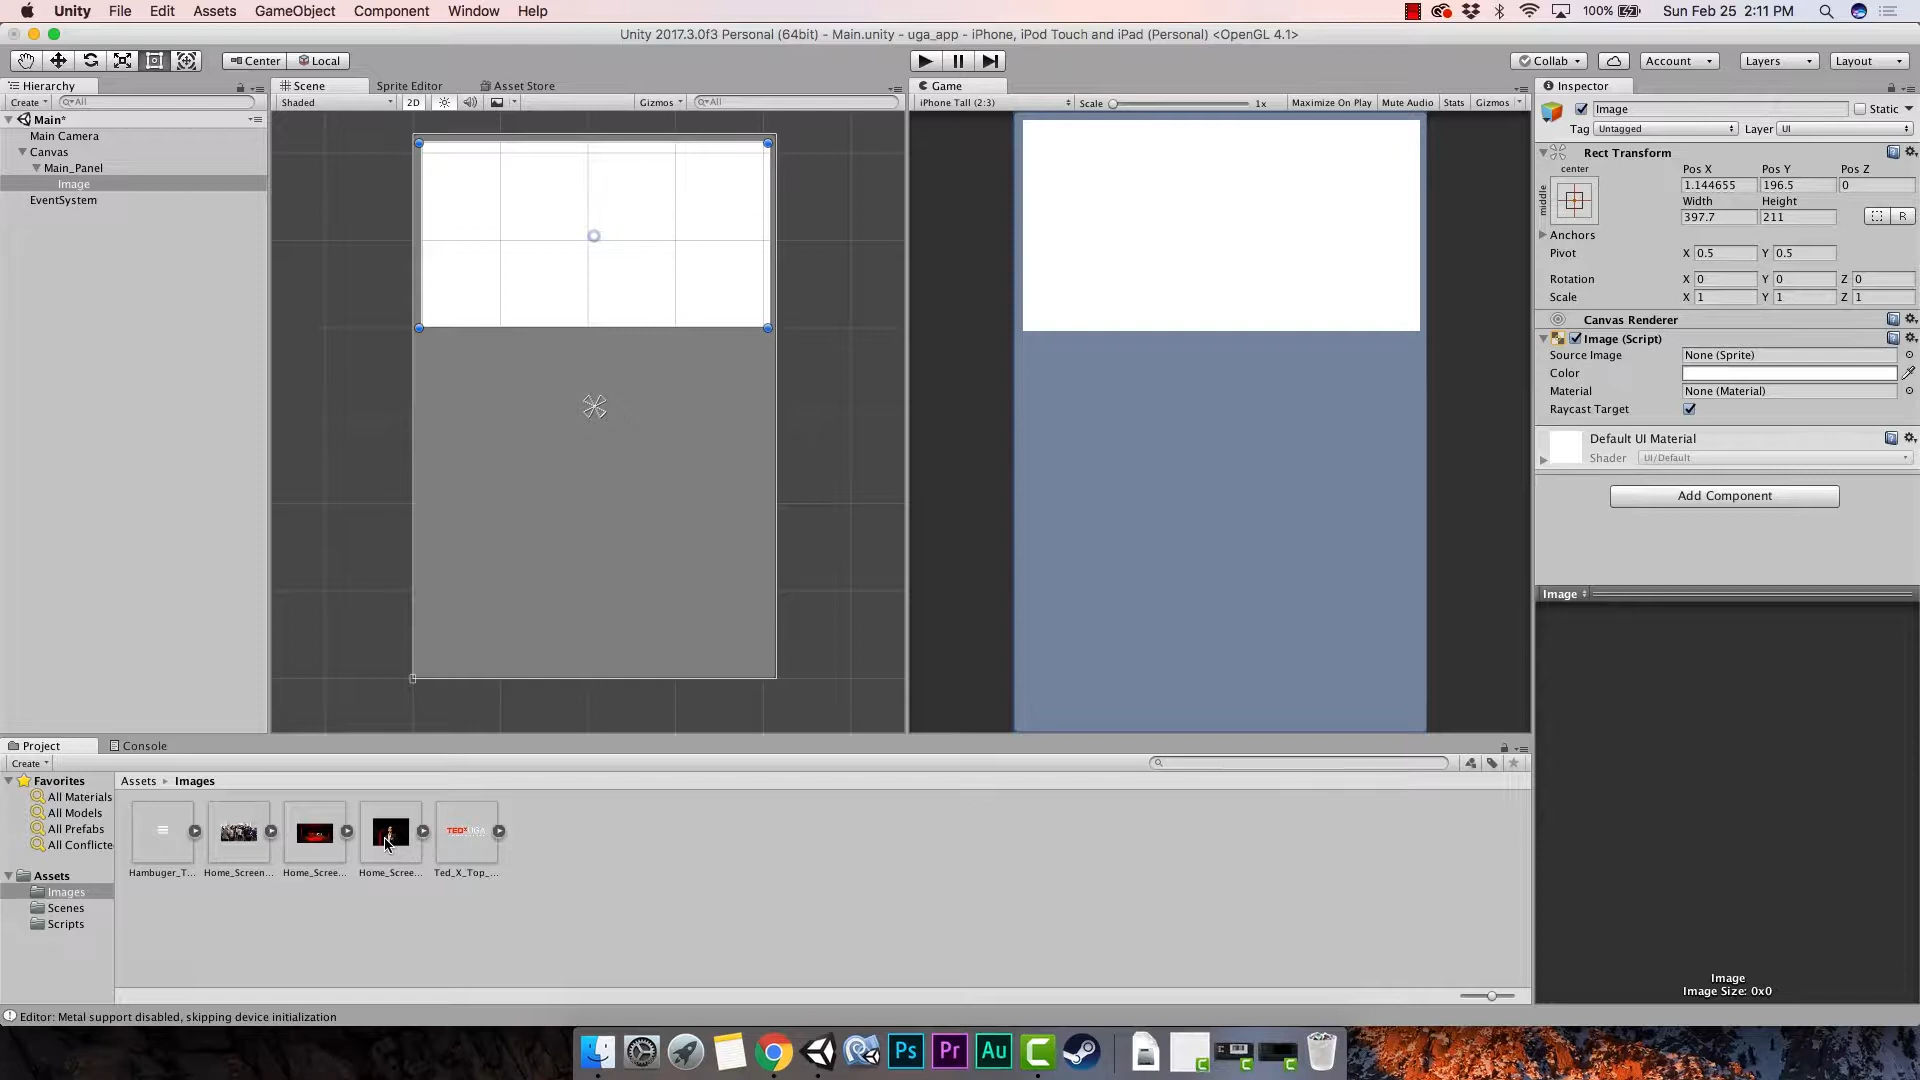 Unity File Edit Assets GameObject Component Window Help 100% Sun Feb 25 2:11 PM
Unity 2017.3.0f3 Personal (64bit) - Main.unity - uga_app - iPhone, iPod Touch and iPad (Personal) <OpenGL 4.1>
Center Local Collab Account Layers Layout
Hierarchy Scene Sprite Editor Asset Store Game Inspector
Create All Shaded 2D Gizmos All iPhone Tall (2:3) Scale 1x Maximize On Play Mute Audio Stats Gizmos Image Static
Main*
Main Camera
Canvas
Main_Panel
Image
EventSystem
Tag Untagged Layer UI
Rect Transform
center Pos X Pos Y Pos Z
middle 1.144655 196.5 0
Width Height
397.7 211 R
Anchors
Pivot X 0.5 Y 0.5
Rotation X 0 Y 0 Z 0
Scale X 1 Y 1 Z 1
Canvas Renderer
Image (Script)
Source Image None (Sprite)
Color
Material None (Material)
Raycast Target
Default UI Material
Shader UI/Default
Add Component
Image
Image
Image Size: 0x0
Project Console
Create
Favorites
All Materials
All Models
All Prefabs
All Conflicte
Assets
Images
Scenes
Scripts
Assets Images
TEDxUGA
Hambuger_T... Home_Screen... Home_Scree... Home_Scree... Ted_X_Top_...
Editor: Metal support disabled, skipping device initialization
Ps Pr Au C